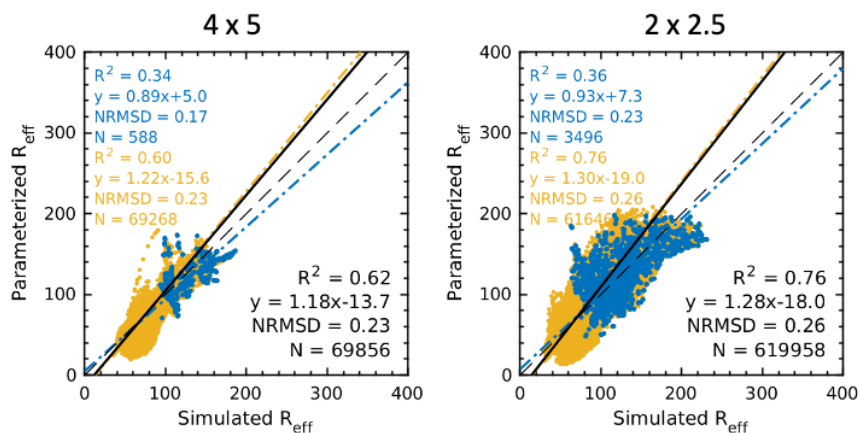 4 x 5
400
R² = 0.34
y = 0.89x+5.0
NRMSD = 0.17
N = 588
R² = 0.60
y = 1.22x-15.6
NRMSD = 0.23
N = 69268
300
200
100
0
Parameterized R_eff
R² = 0.62
y = 1.18x-13.7
NRMSD = 0.23
N = 69856
0 100 200 300 400
Simulated R_eff
2 x 2.5
400
R² = 0.36
y = 0.93x+7.3
NRMSD = 0.23
N = 3496
R² = 0.76
y = 1.30x-19.0
NRMSD = 0.26
N = 61646
300
200
100
0
Parameterized R_eff
R² = 0.76
y = 1.28x-18.0
NRMSD = 0.26
N = 619958
0 100 200 300 400
Simulated R_eff